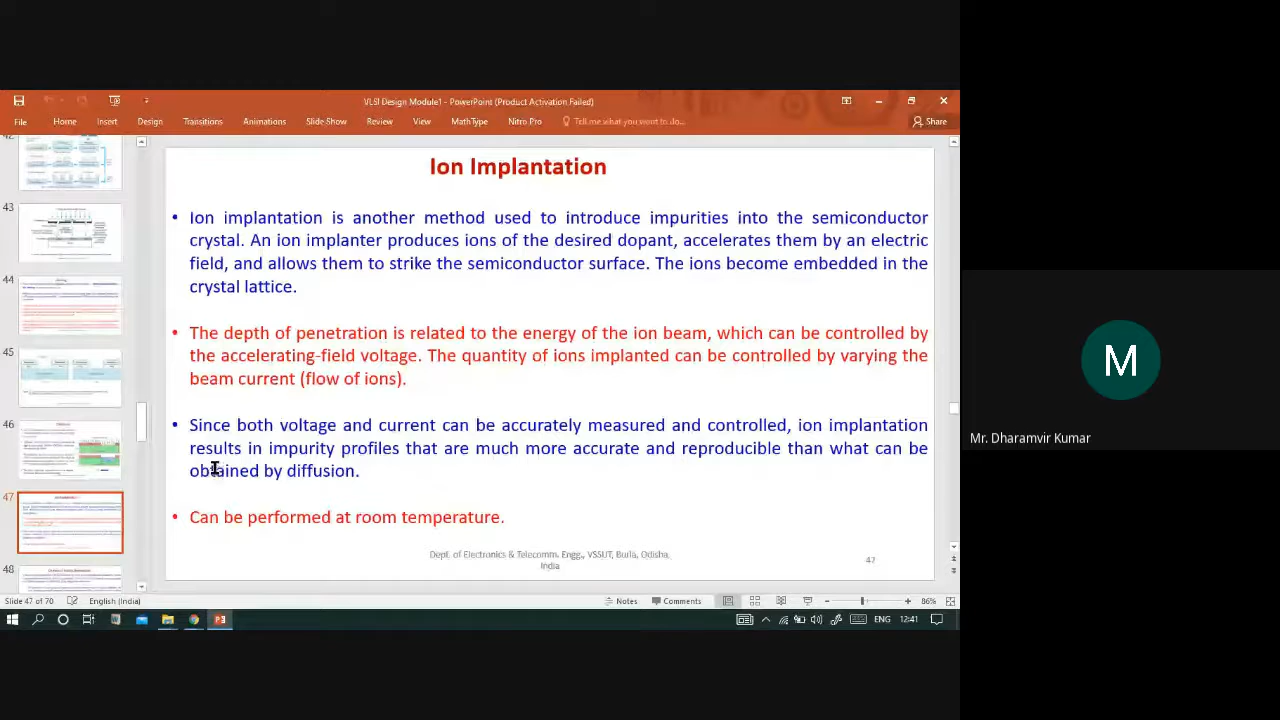 VLSI Design Module1 - PowerPoint (Product Activation Failed)
File Home Insert Design Transitions Animations Slide Show Review View MathType Nitro Pro Tell me what you want to do... Share
42
43
44
45
46
47
48
Ion Implantation
• Ion implantation is another method used to introduce impurities into the semiconductor
crystal. An ion implanter produces ions of the desired dopant, accelerates them by an electric
field, and allows them to strike the semiconductor surface. The ions become embedded in the
crystal lattice.
• The depth of penetration is related to the energy of the ion beam, which can be controlled by
the accelerating-field voltage. The quantity of ions implanted can be controlled by varying the
beam current (flow of ions).
• Since both voltage and current can be accurately measured and controlled, ion implantation
results in impurity profiles that are much more accurate and reproducible than what can be
obtained by diffusion.
• Can be performed at room temperature.
Dept. of Electronics & Telecomm. Engg., VSSUT, Burla, Odisha,
India
47
M
Mr. Dharamvir Kumar
Slide 47 of 70 English (India) Notes Comments 86%
ENG 12:41